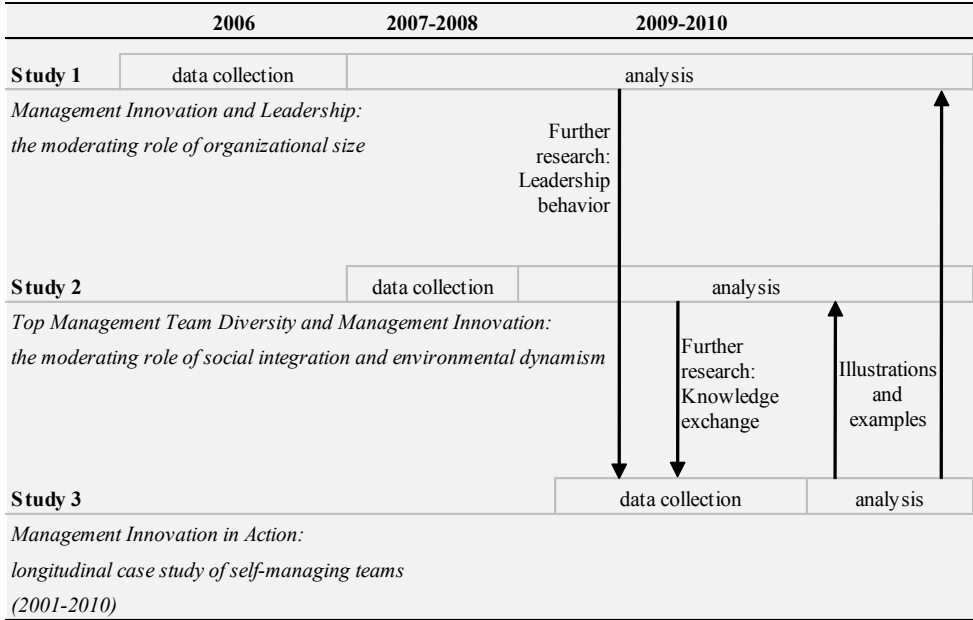 2006 2007-2008 2009-2010
Study 1 data collection analysis
Management Innovation and Leadership:
the moderating role of organizational size
Further
research:
Leadership
behavior
Study 2 data collection analysis
Top Management Team Diversity and Management Innovation:
the moderating role of social integration and environmental dynamism
Further
research:
Knowledge
exchange
Illustrations
and
examples
Study 3 data collection analysis
Management Innovation in Action:
longitudinal case study of self-managing teams
(2001-2010)